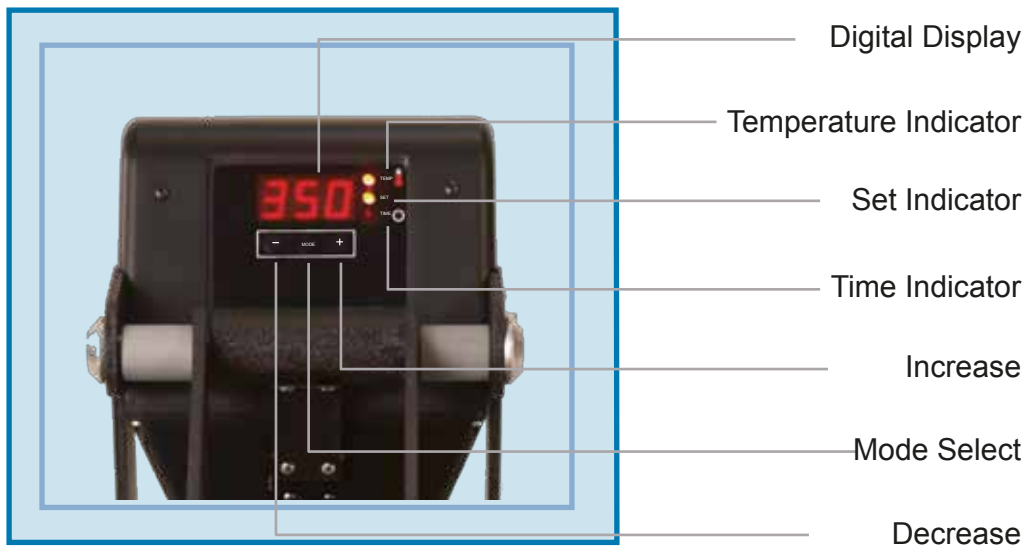 Digital Display
Temperature Indicator
TEMP
350
SET
Set Indicator
TIME
- MODE +
Time Indicator
Increase
Mode Select
Decrease